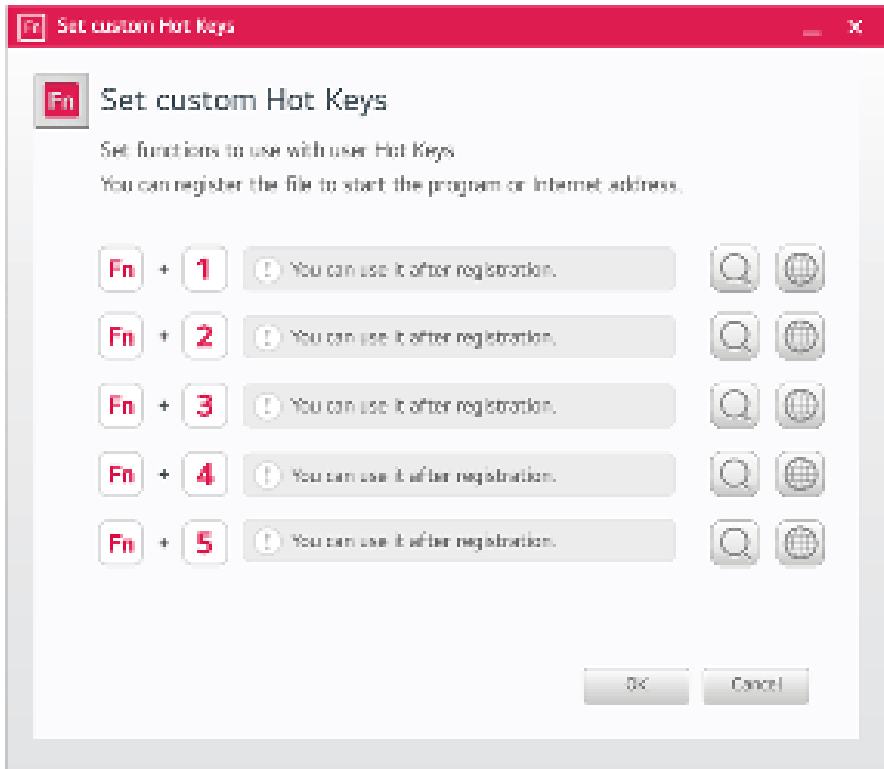 Fn Set custom Hot Keys
Fn Set custom Hot Keys
Set functions to use with user Hot Keys
You can register the file to start the program or Internet address.
Fn + 1 ! You can use it after registration.
Fn + 2 ! You can use it after registration.
Fn + 3 ! You can use it after registration.
Fn + 4 ! You can use it after registration.
Fn + 5 ! You can use it after registration.
OK Cancel